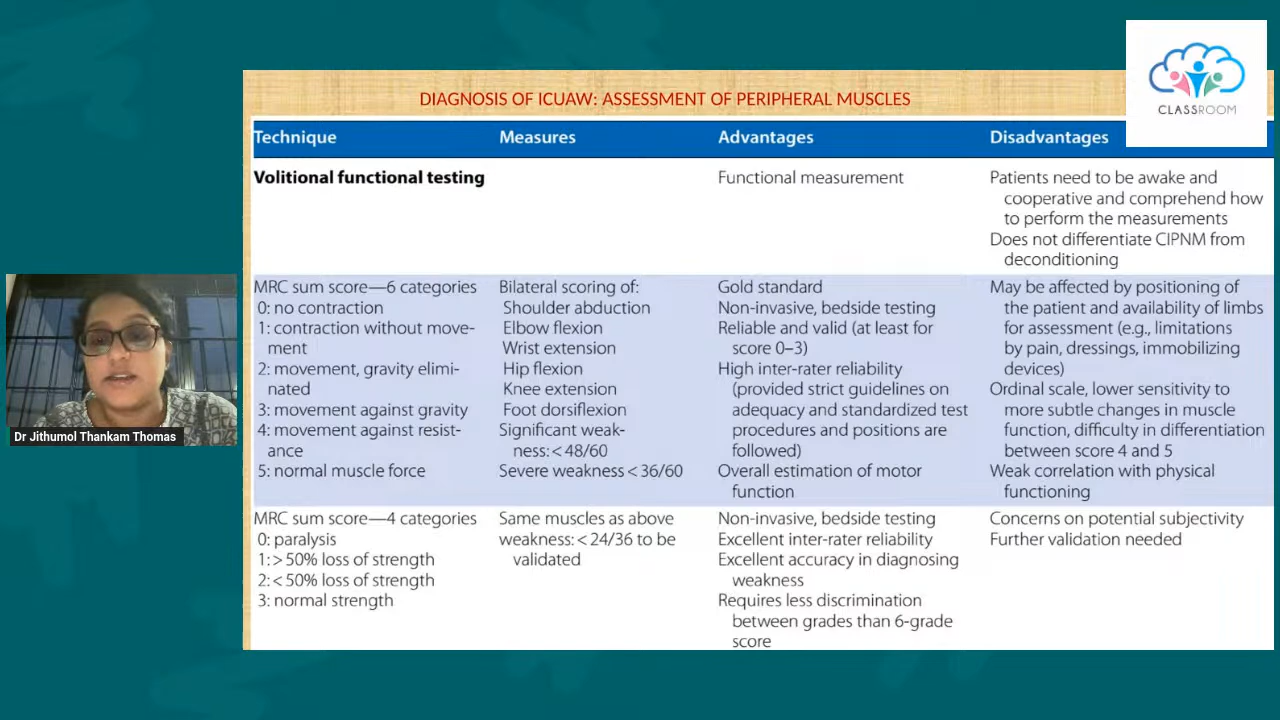 CLASSROOM
DIAGNOSIS OF ICUAW: ASSESSMENT OF PERIPHERAL MUSCLES
Technique Measures Advantages Disadvantages
Volitional functional testing
Functional measurement
Patients need to be awake and
cooperative and comprehend how
to perform the measurements
Does not differentiate CIPNM from
deconditioning
MRC sum score—6 categories
0: no contraction
1: contraction without move-
ment
2: movement, gravity elimi-
nated
3: movement against gravity
4: movement against resist-
ance
5: normal muscle force
Bilateral scoring of:
Shoulder abduction
Elbow flexion
Wrist extension
Hip flexion
Knee extension
Foot dorsiflexion
Significant weak-
ness: < 48/60
Severe weakness < 36/60
Gold standard
Non-invasive, bedside testing
Reliable and valid (at least for
score 0–3)
High inter-rater reliability
(provided strict guidelines on
adequacy and standardized test
procedures and positions are
followed)
Overall estimation of motor
function
May be affected by positioning of
the patient and availability of limbs
for assessment (e.g., limitations
by pain, dressings, immobilizing
devices)
Ordinal scale, lower sensitivity to
more subtle changes in muscle
function, difficulty in differentiation
between score 4 and 5
Weak correlation with physical
functioning
MRC sum score—4 categories
0: paralysis
1: > 50% loss of strength
2: < 50% loss of strength
3: normal strength
Same muscles as above
weakness: < 24/36 to be
validated
Non-invasive, bedside testing
Excellent inter-rater reliability
Excellent accuracy in diagnosing
weakness
Requires less discrimination
between grades than 6-grade
score
Concerns on potential subjectivity
Further validation needed
Dr Jithumol Thankam Thomas